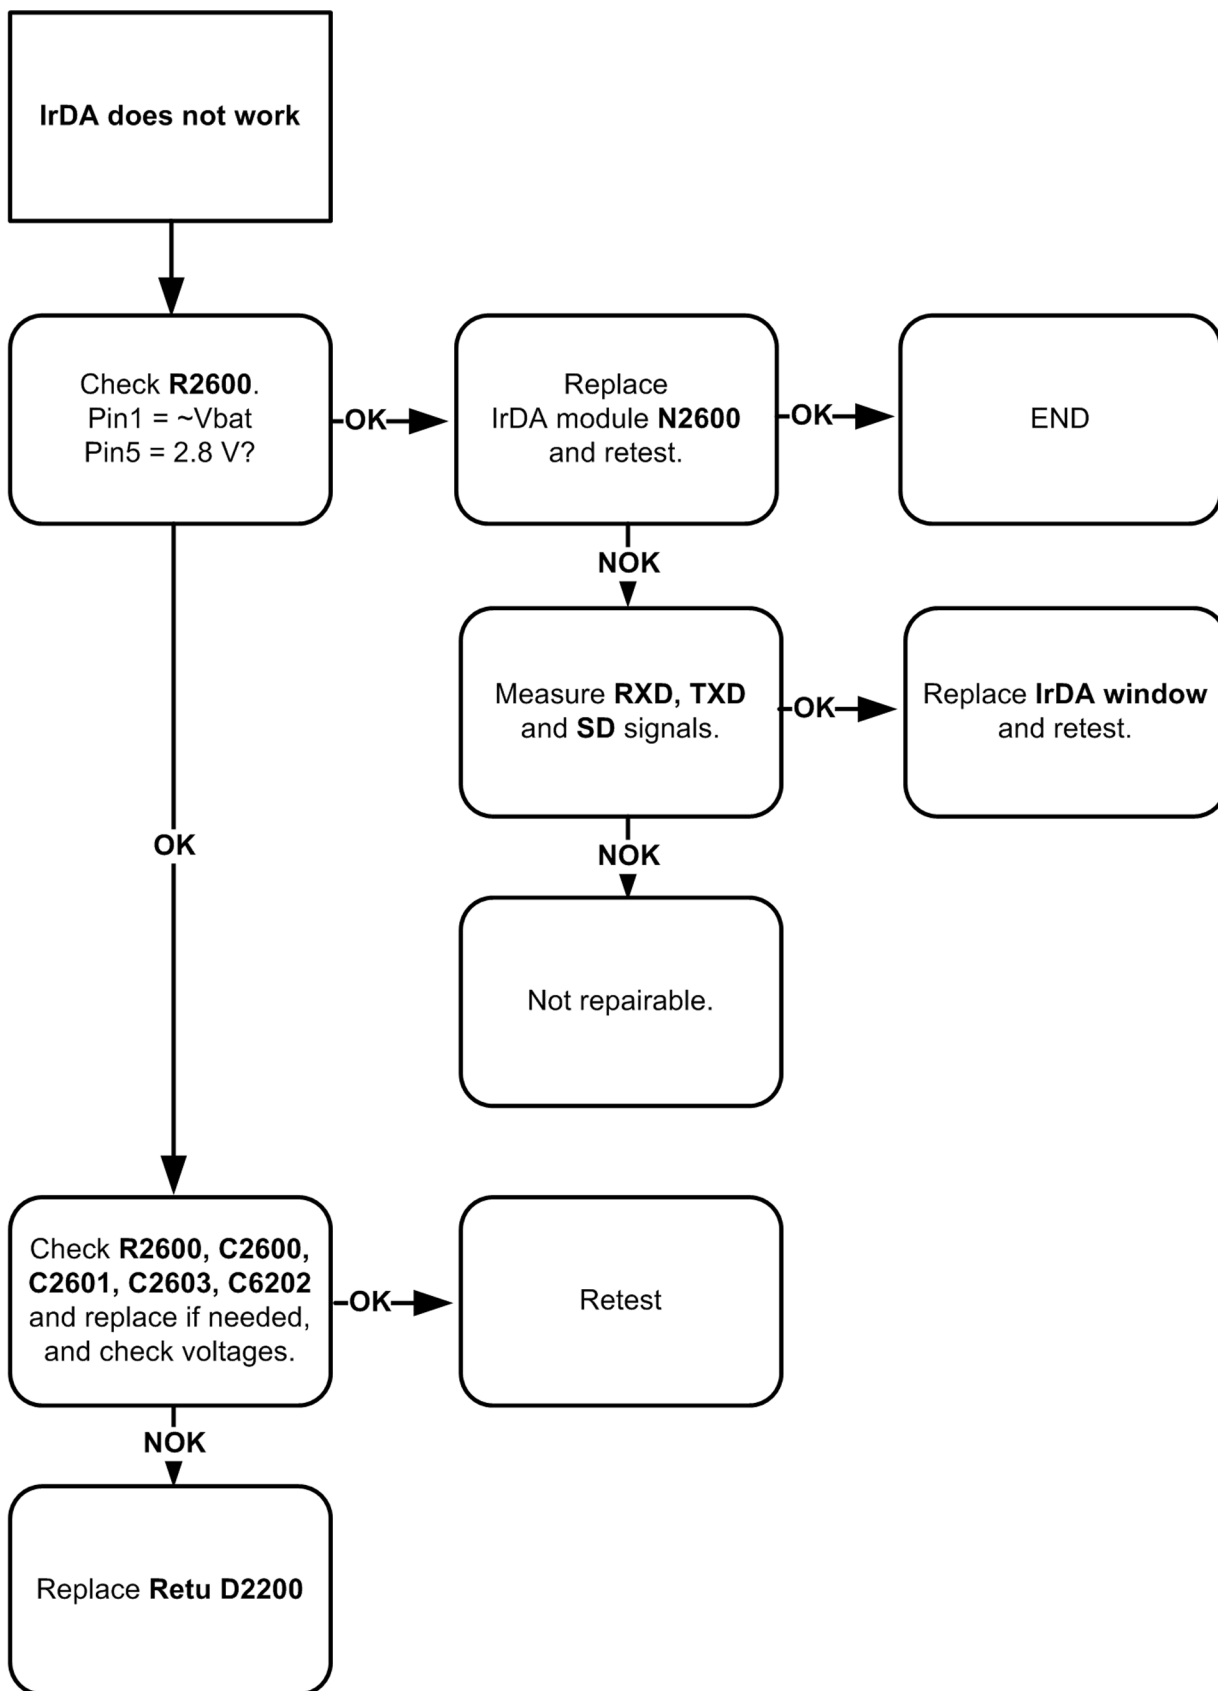 IrDA does not work
Check R2600.
Pin1 = ~Vbat
Pin5 = 2.8 V?
OK
Replace
IrDA module N2600
and retest.
OK
END
NOK
Measure RXD, TXD
and SD signals.
OK
Replace IrDA window
and retest.
OK
NOK
Not repairable.
Check R2600, C2600,
C2601, C2603, C6202
and replace if needed,
and check voltages.
OK
Retest
NOK
Replace Retu D2200